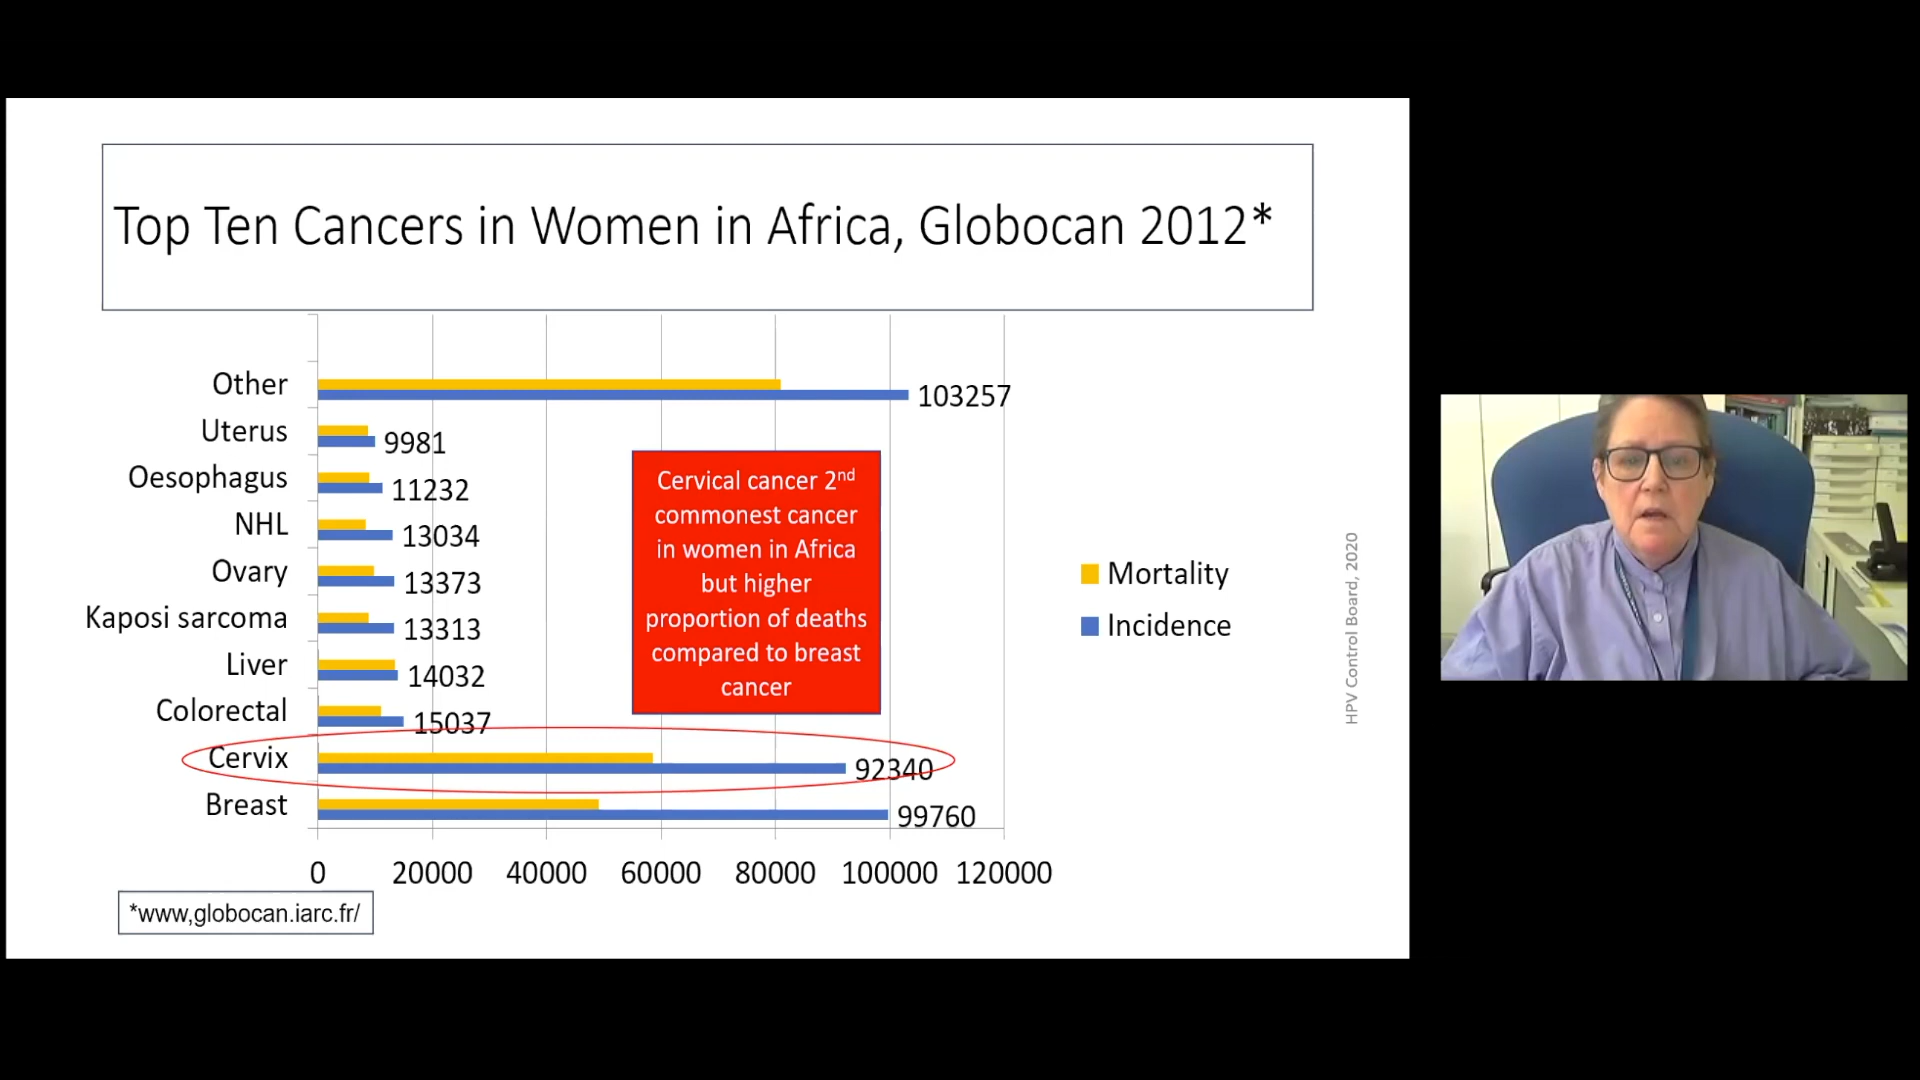 Top Ten Cancers in Women in Africa, Globocan 2012*
Other
103257
Uterus
9981
Oesophagus
11232
NHL
13034
Ovary
13373
Kaposi sarcoma
13313
Liver
14032
Colorectal
15037
Cervix
92340
Breast
99760
0 20000 40000 60000 80000 100000 120000
Cervical cancer 2nd
commonest cancer
in women in Africa
but higher
proportion of deaths
compared to breast
cancer
Mortality
Incidence
HPV Control Board, 2020
*www,globocan.iarc.fr/